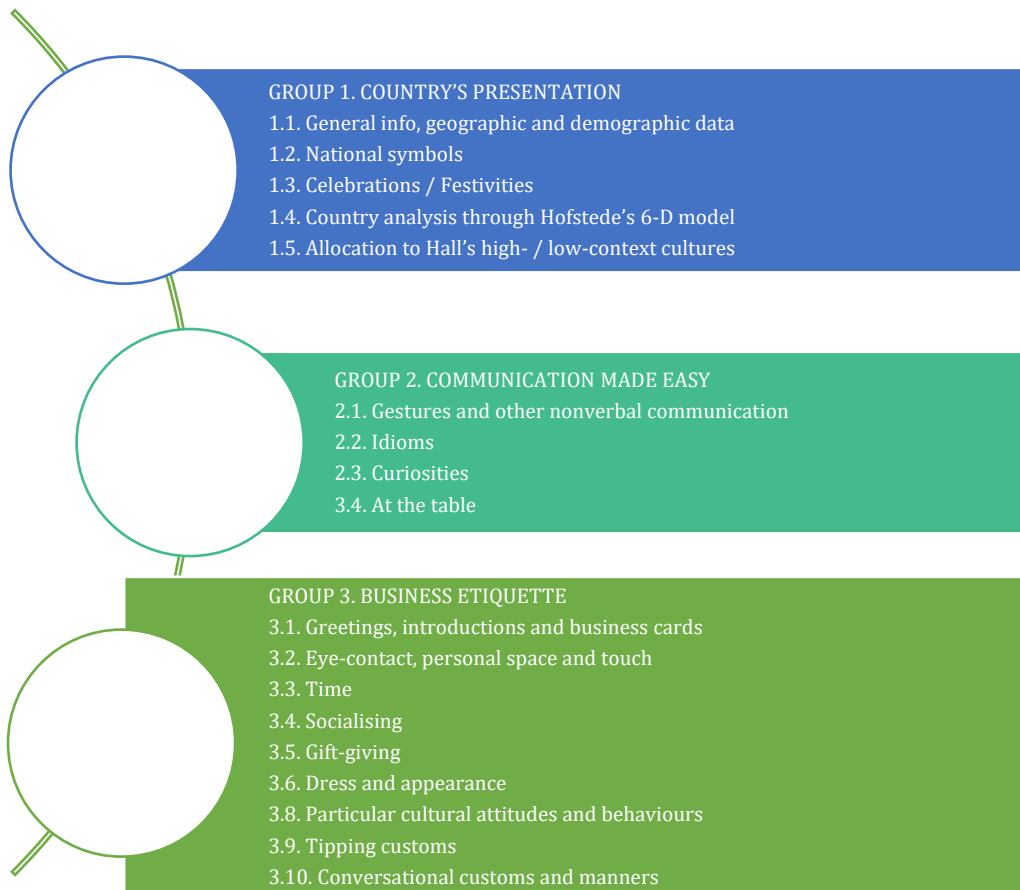 GROUP 1. COUNTRY’S PRESENTATION
1.1. General info, geographic and demographic data
1.2. National symbols
1.3. Celebrations / Festivities
1.4. Country analysis through Hofstede’s 6-D model
1.5. Allocation to Hall’s high- / low-context cultures
GROUP 2. COMMUNICATION MADE EASY
2.1. Gestures and other nonverbal communication
2.2. Idioms
2.3. Curiosities
3.4. At the table
GROUP 3. BUSINESS ETIQUETTE
3.1. Greetings, introductions and business cards
3.2. Eye-contact, personal space and touch
3.3. Time
3.4. Socialising
3.5. Gift-giving
3.6. Dress and appearance
3.8. Particular cultural attitudes and behaviours
3.9. Tipping customs
3.10. Conversational customs and manners